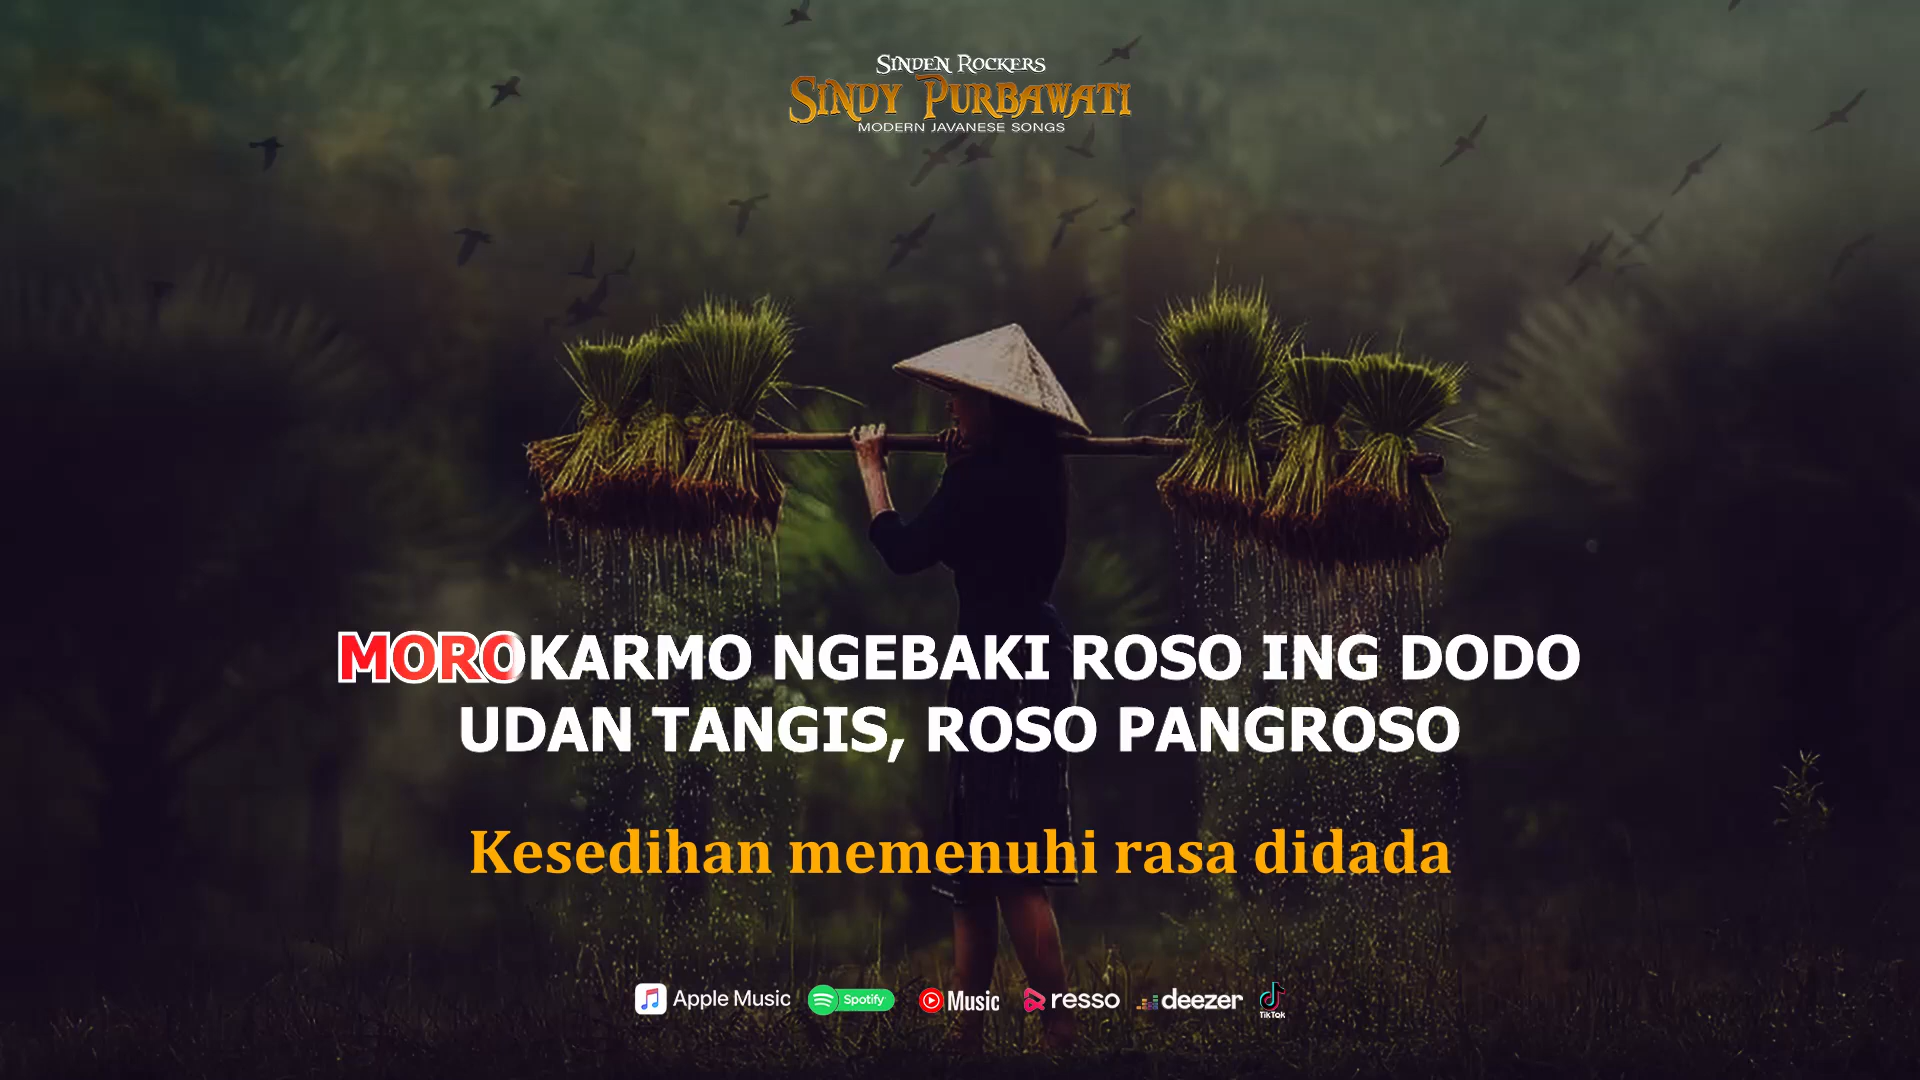 SINDEN ROCKERS
SINDY PURBAWATI
MODERN JAVANESE SONGS
MOROKARMO NGEBAKI ROSO ING DODO
UDAN TANGIS, ROSO PANGROSO
Kesedihan memenuhi rasa didada
Apple Music Spotify Music resso deezer TikTok